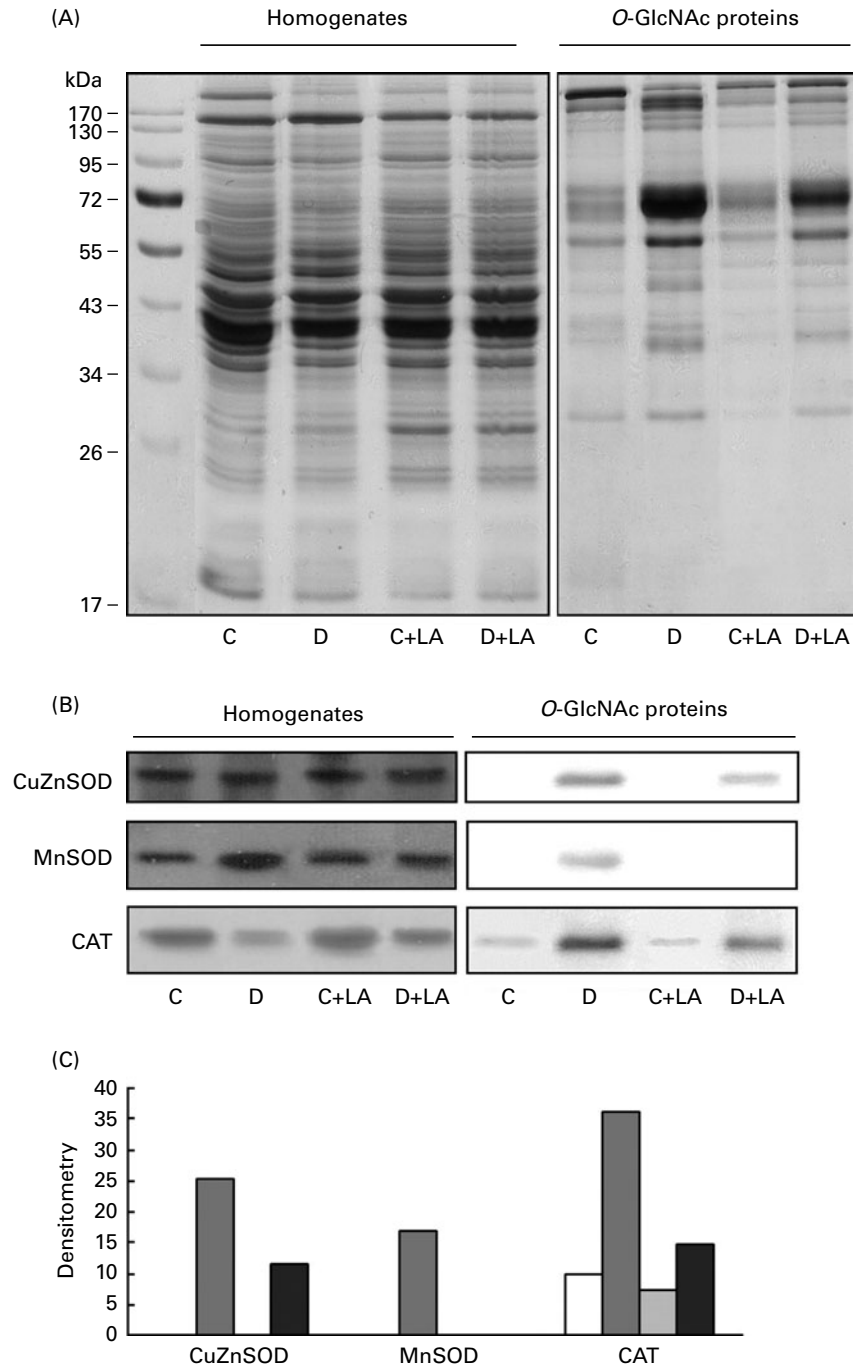 (A)
Homogenates
O-GlcNAc proteins
kDa
170 –
130 –
95 –
72 –
55 –
43 –
34 –
26 –
17 –
C D C+LA D+LA
C D C+LA D+LA
(B)
Homogenates
O-GlcNAc proteins
CuZnSOD
MnSOD
CAT
C D C+LA D+LA
C D C+LA D+LA
(C)
Densitometry
40
35
30
25
20
15
10
5
0
CuZnSOD MnSOD CAT